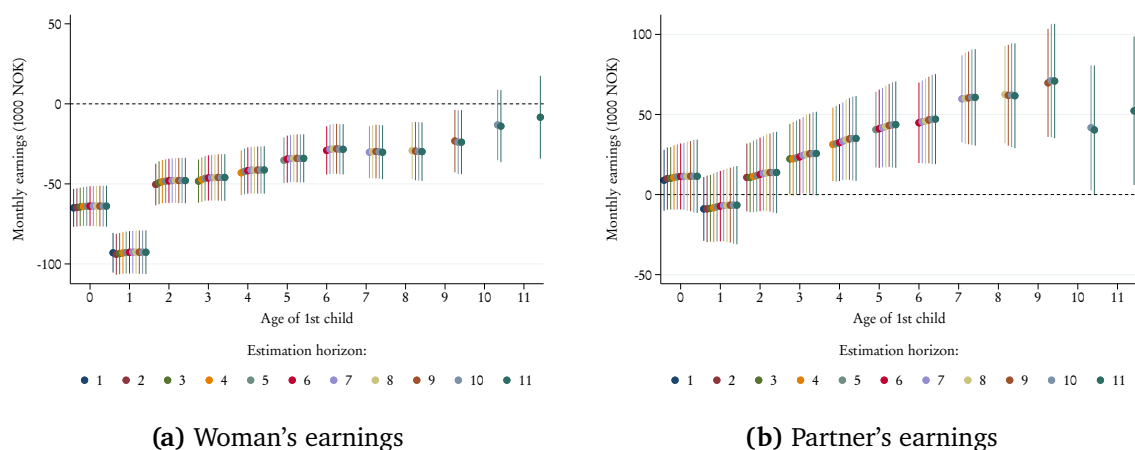 50
0
-50
-100
Monthly earnings (1000 NOK)
0 1 2 3 4 5 6 7 8 9 10 11
Age of 1st child
Estimation horizon:
1 2 3 4 5 6 7 8 9 10 11
(a) Woman's earnings
100
50
0
-50
Monthly earnings (1000 NOK)
0 1 2 3 4 5 6 7 8 9 10 11
Age of 1st child
Estimation horizon:
1 2 3 4 5 6 7 8 9 10 11
(b) Partner's earnings